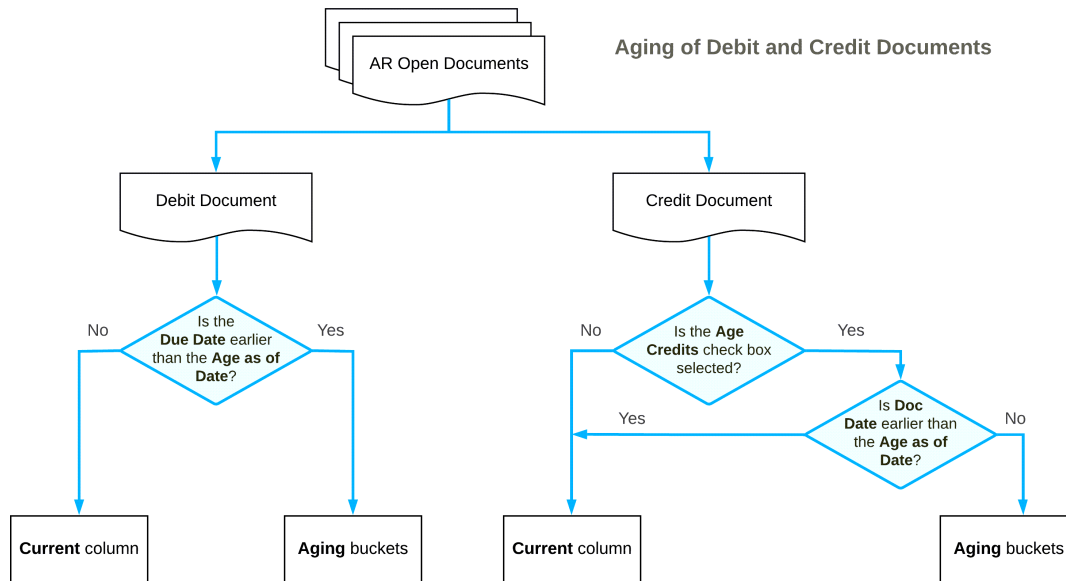 AR Open Documents
Aging of Debit and Credit Documents
Debit Document
Credit Document
No
Is the
Due Date earlier
than the Age as of
Date?
Yes
No
Is the Age
Credits check box
selected?
Yes
Yes
Is Doc
Date earlier than
the Age as of
Date?
No
Current column
Aging buckets
Current column
Aging buckets